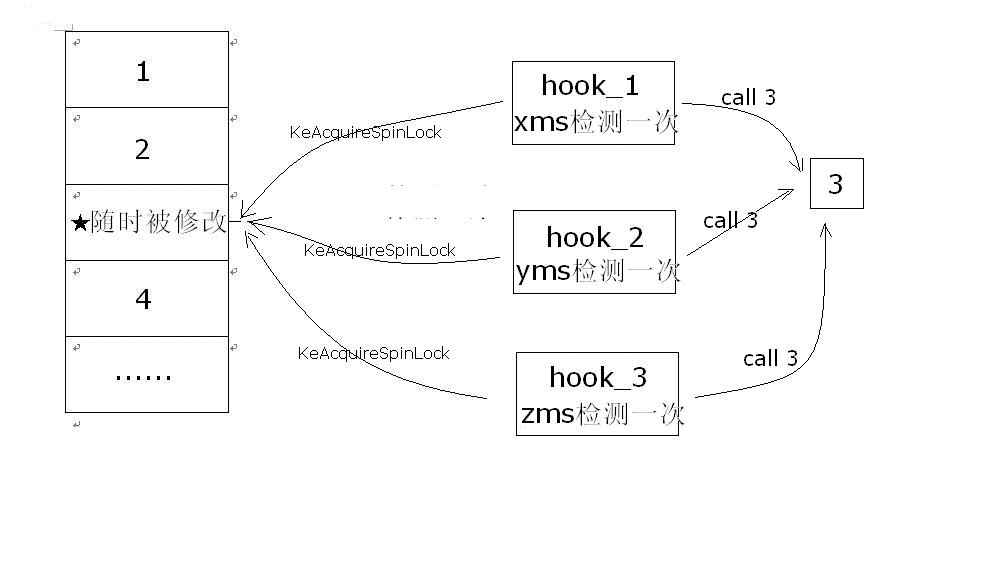 1
2
★随时被修改
4
......
KeAcquireSpinLock
KeAcquireSpinLock
KeAcquireSpinLock
hook_1
xms检测一次
hook_2
yms检测一次
hook_3
zms检测一次
call 3
call 3
call 3
3